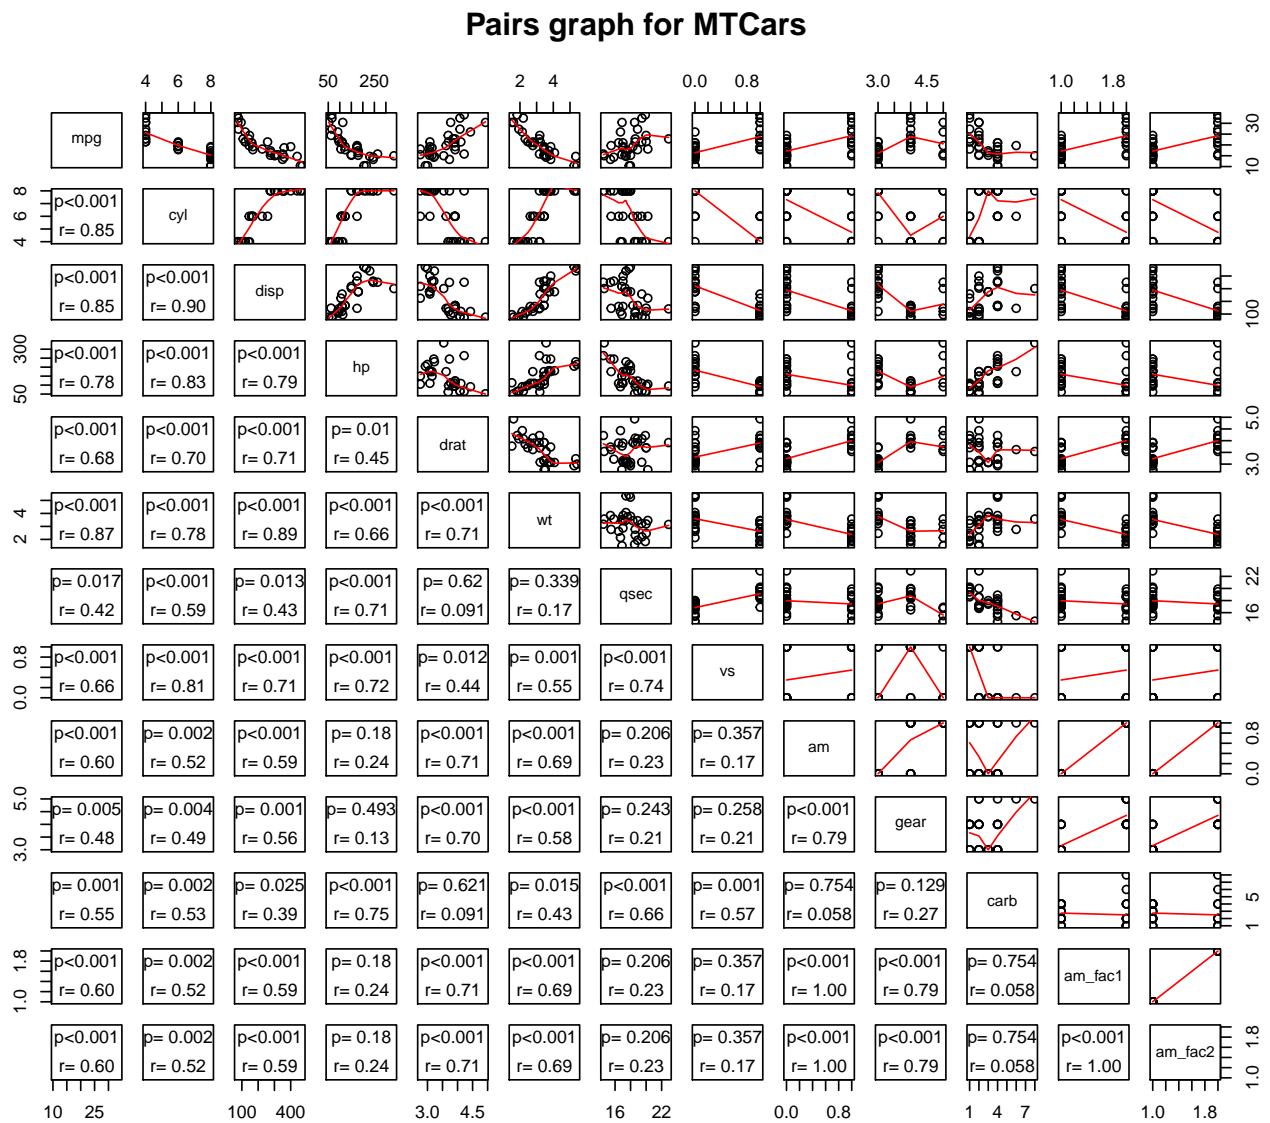 Pairs graph for MTCars
4 6 8 50 250 2 4 0.0 0.8 3.0 4.5 1.0 1.8
mpg 10 30
4 6 8 p<0.001 cyl
r= 0.85
p<0.001 p<0.001 disp 100
r= 0.85 r= 0.90
50 300 p<0.001 p<0.001 p<0.001 hp
r= 0.78 r= 0.83 r= 0.79
p<0.001 p<0.001 p<0.001 p= 0.01 drat 3.0 5.0
r= 0.68 r= 0.70 r= 0.71 r= 0.45
2 4 p<0.001 p<0.001 p<0.001 p<0.001 p<0.001 wt
r= 0.87 r= 0.78 r= 0.89 r= 0.66 r= 0.71
p= 0.017 p<0.001 p= 0.013 p<0.001 p= 0.62 p= 0.339 qsec 16 22
r= 0.42 r= 0.59 r= 0.43 r= 0.71 r= 0.091 r= 0.17
0.0 0.8 p<0.001 p<0.001 p<0.001 p<0.001 p= 0.012 p= 0.001 p<0.001 vs
r= 0.66 r= 0.81 r= 0.71 r= 0.72 r= 0.44 r= 0.55 r= 0.74
p<0.001 p= 0.002 p<0.001 p= 0.18 p<0.001 p<0.001 p= 0.206 p= 0.357 am 0.0 0.8
r= 0.60 r= 0.52 r= 0.59 r= 0.24 r= 0.71 r= 0.69 r= 0.23 r= 0.17
3.0 5.0 p= 0.005 p= 0.004 p= 0.001 p= 0.493 p<0.001 p<0.001 p= 0.243 p= 0.258 p<0.001 gear
r= 0.48 r= 0.49 r= 0.56 r= 0.13 r= 0.70 r= 0.58 r= 0.21 r= 0.21 r= 0.79
p= 0.001 p= 0.002 p= 0.025 p<0.001 p= 0.621 p= 0.015 p<0.001 p= 0.001 p= 0.754 p= 0.129 carb 1 5
r= 0.55 r= 0.53 r= 0.39 r= 0.75 r= 0.091 r= 0.43 r= 0.66 r= 0.57 r= 0.058 r= 0.27
1.0 1.8 p<0.001 p= 0.002 p<0.001 p= 0.18 p<0.001 p<0.001 p= 0.206 p= 0.357 p<0.001 p<0.001 p= 0.754 am_fac1
r= 0.60 r= 0.52 r= 0.59 r= 0.24 r= 0.71 r= 0.69 r= 0.23 r= 0.17 r= 1.00 r= 0.79 r= 0.058
p<0.001 p= 0.002 p<0.001 p= 0.18 p<0.001 p<0.001 p= 0.206 p= 0.357 p<0.001 p<0.001 p= 0.754 p<0.001 am_fac2 1.0 1.8
r= 0.60 r= 0.52 r= 0.59 r= 0.24 r= 0.71 r= 0.69 r= 0.23 r= 0.17 r= 1.00 r= 0.79 r= 0.058 r= 1.00
10 25 100 400 3.0 4.5 16 22 0.0 0.8 1 4 7 1.0 1.8